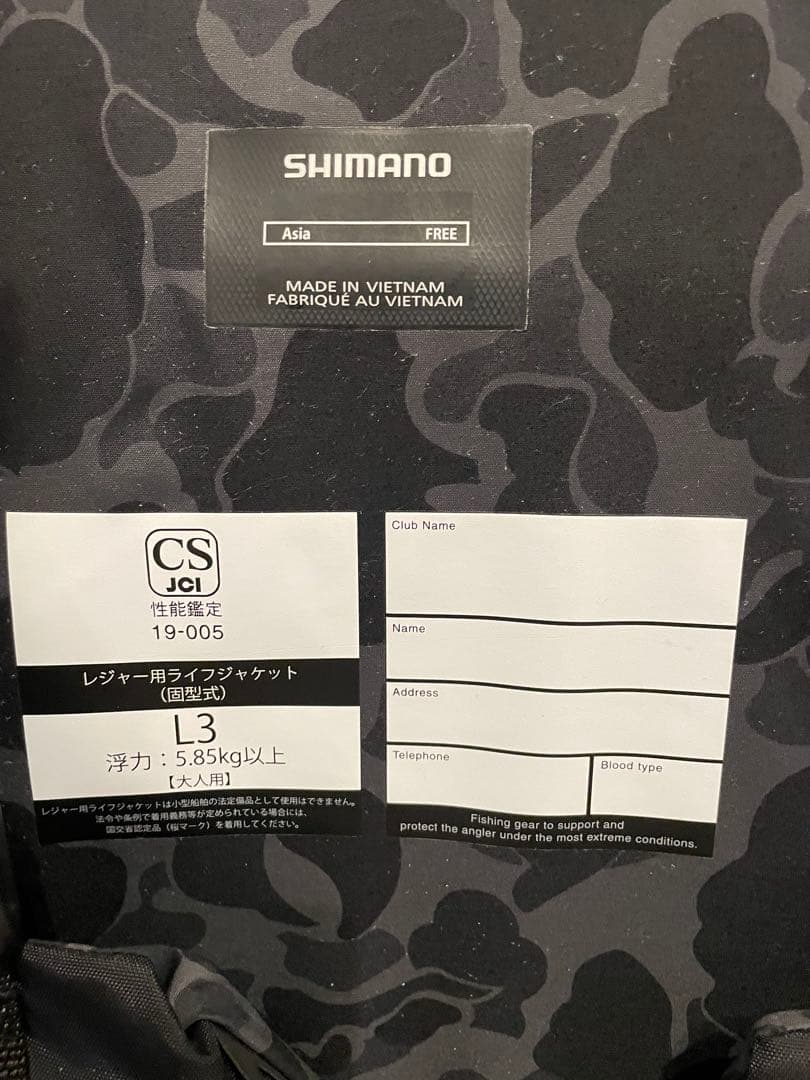 SHIMANO
Asia FREE
MADE IN VIETNAM
FABRIQUÉ AU VIETNAM
CS
JCI
性能鑑定
19-005
レジャー用ライフジャケット
(固型式)
L3
浮力：5.85kg以上
【大人用】
レジャー用ライフジャケットは小型船舶の法定備品として使用はできません。
法令や条例で着用義務等が定められている場合には、
国交省認定品（桜マーク）を着用してください。
Club Name
Name
Address
Telephone
Blood type
Fishing gear to support and
protect the angler under the most extreme conditions.